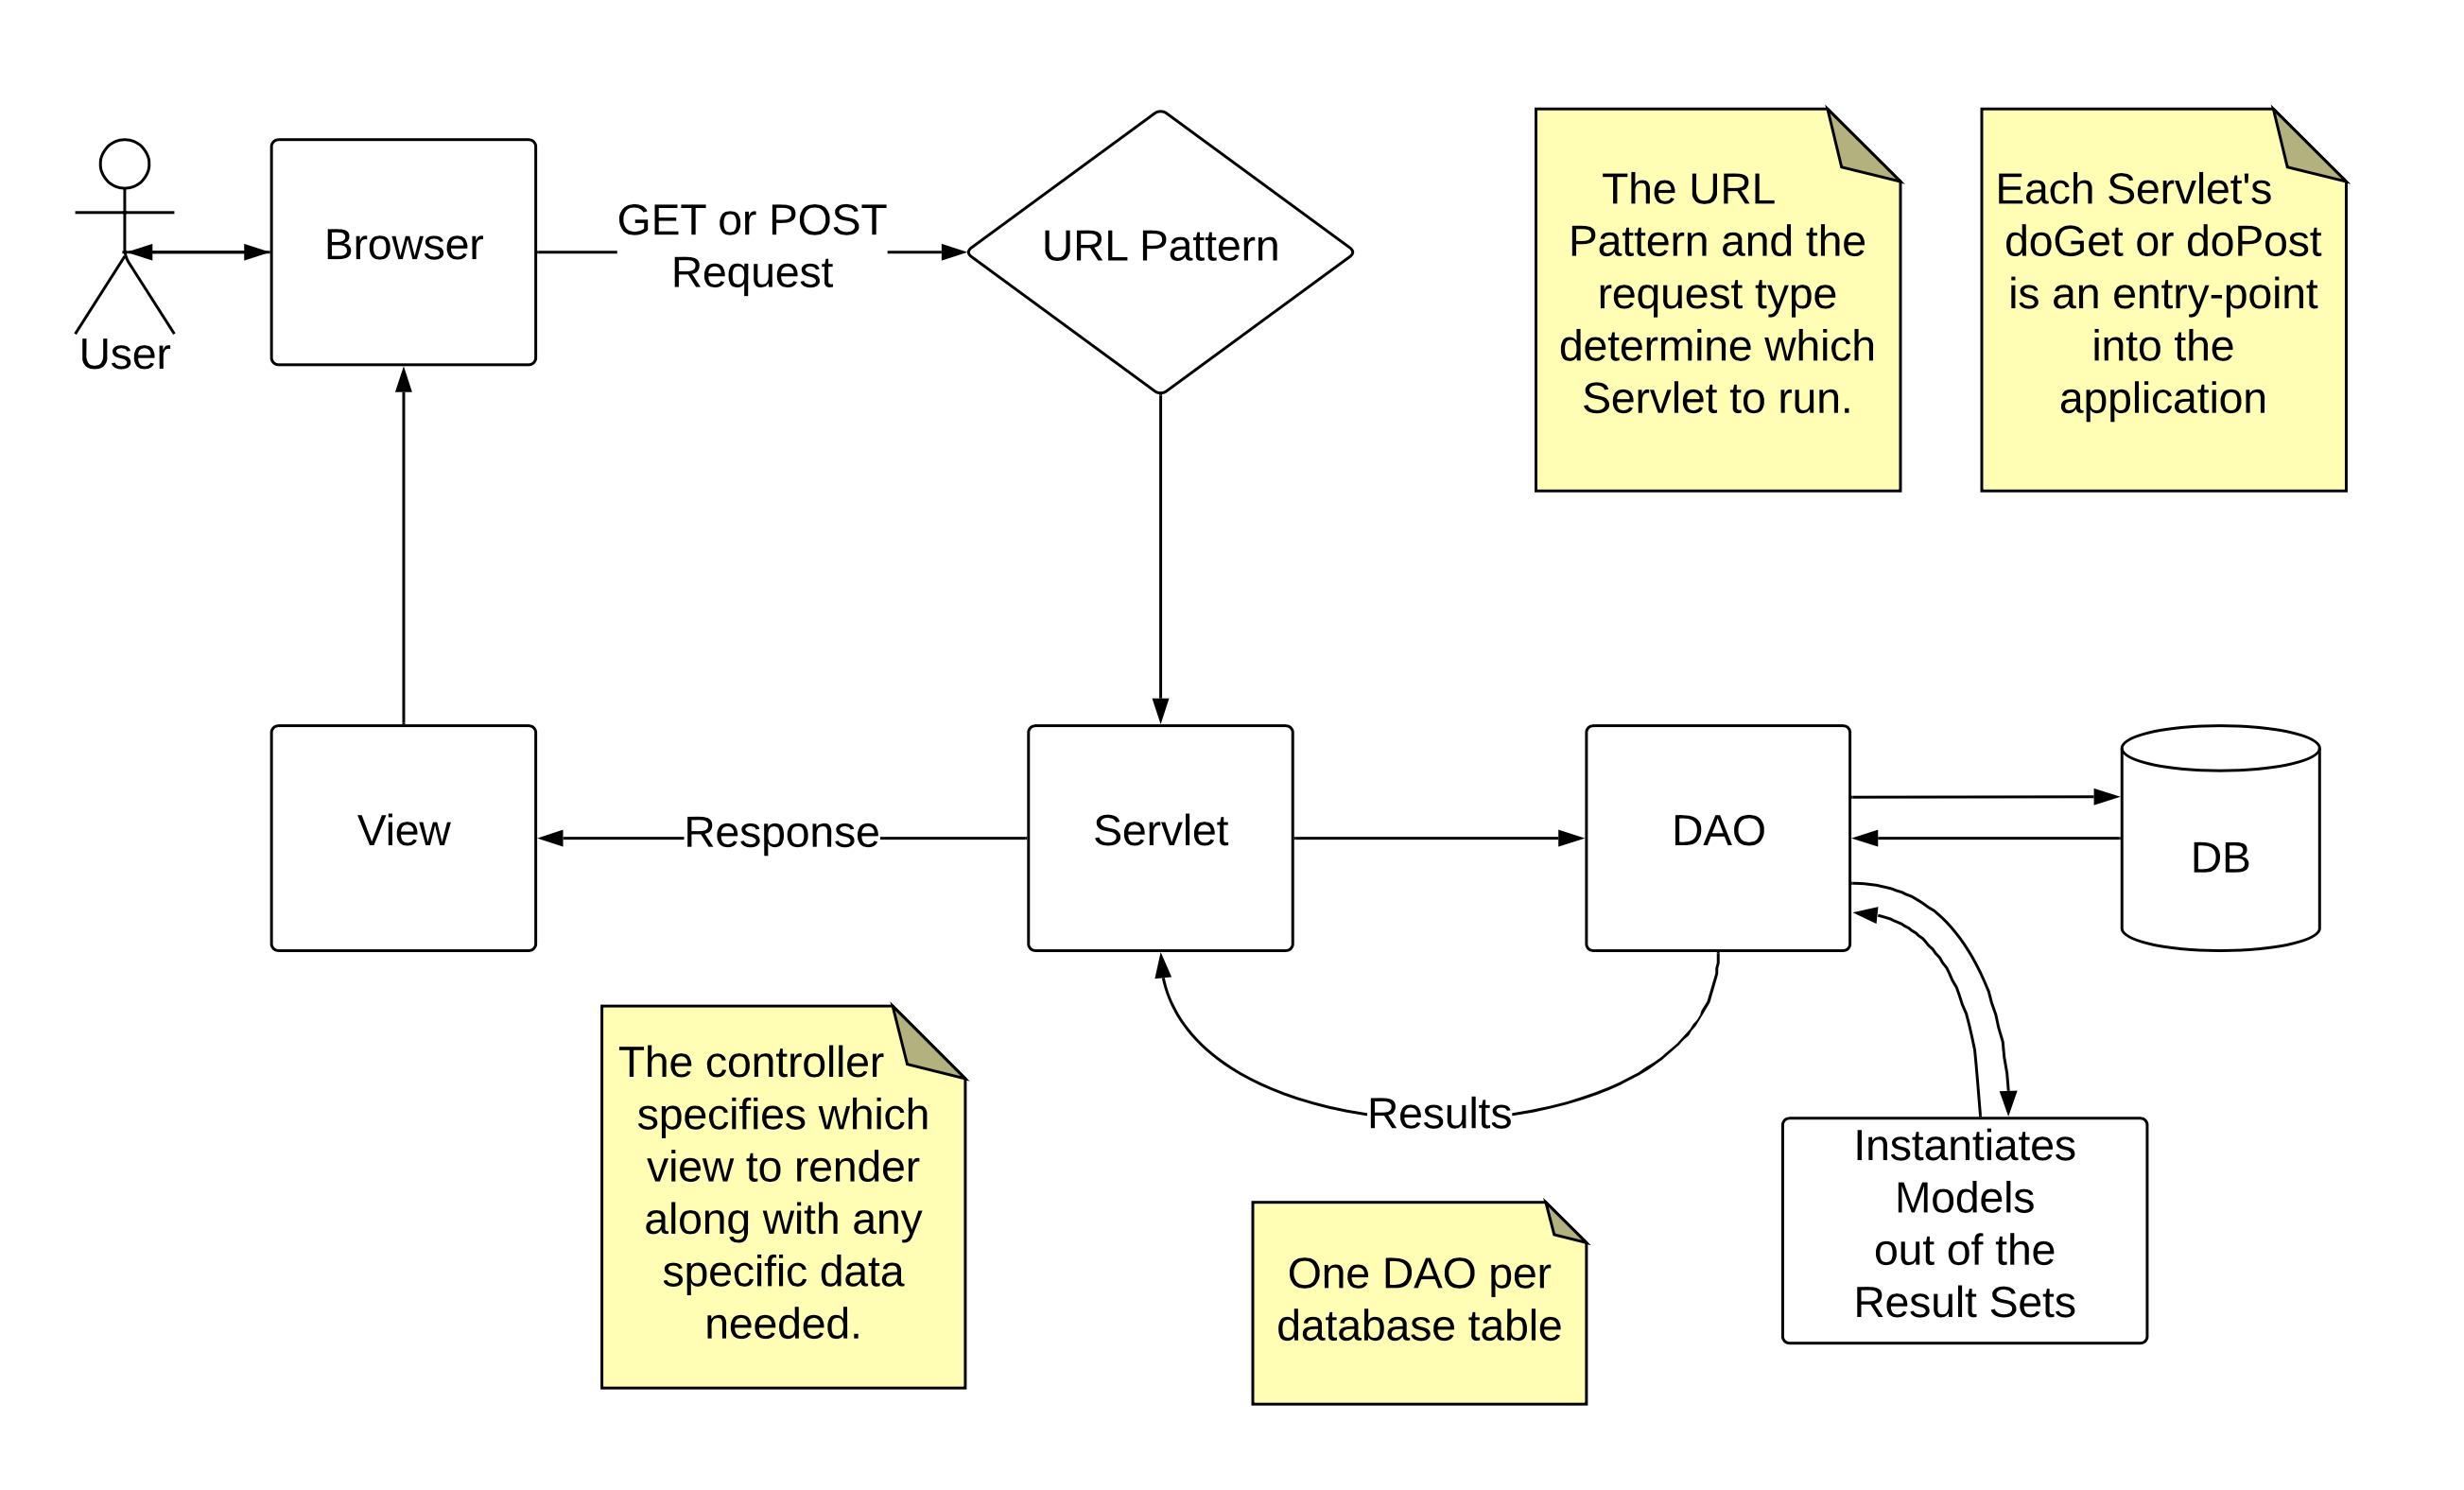 User
Browser
GET or POST
Request
URL Pattern
The URL
Pattern and the
request type
determine which
Servlet to run.
Each Servlet's
doGet or doPost
is an entry-point
into the
application
View
Response
Servlet
DAO
DB
The controller
specifies which
view to render
along with any
specific data
needed.
Results
One DAO per
database table
Instantiates
Models
out of the
Result Sets